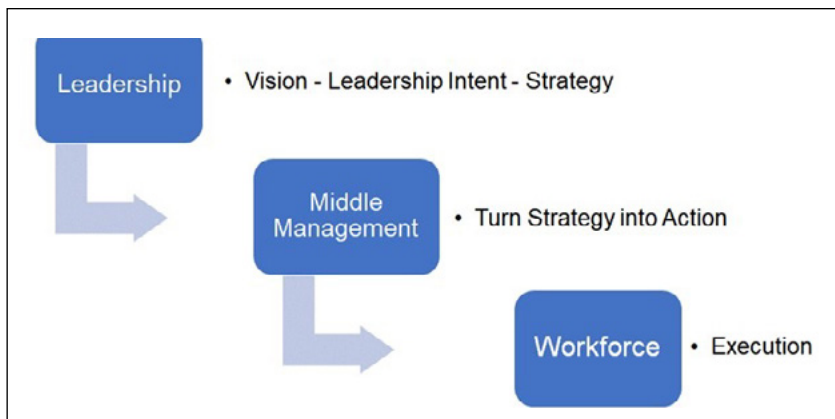 Leadership
• Vision - Leadership Intent - Strategy
Middle
Management
• Turn Strategy into Action
Workforce
• Execution